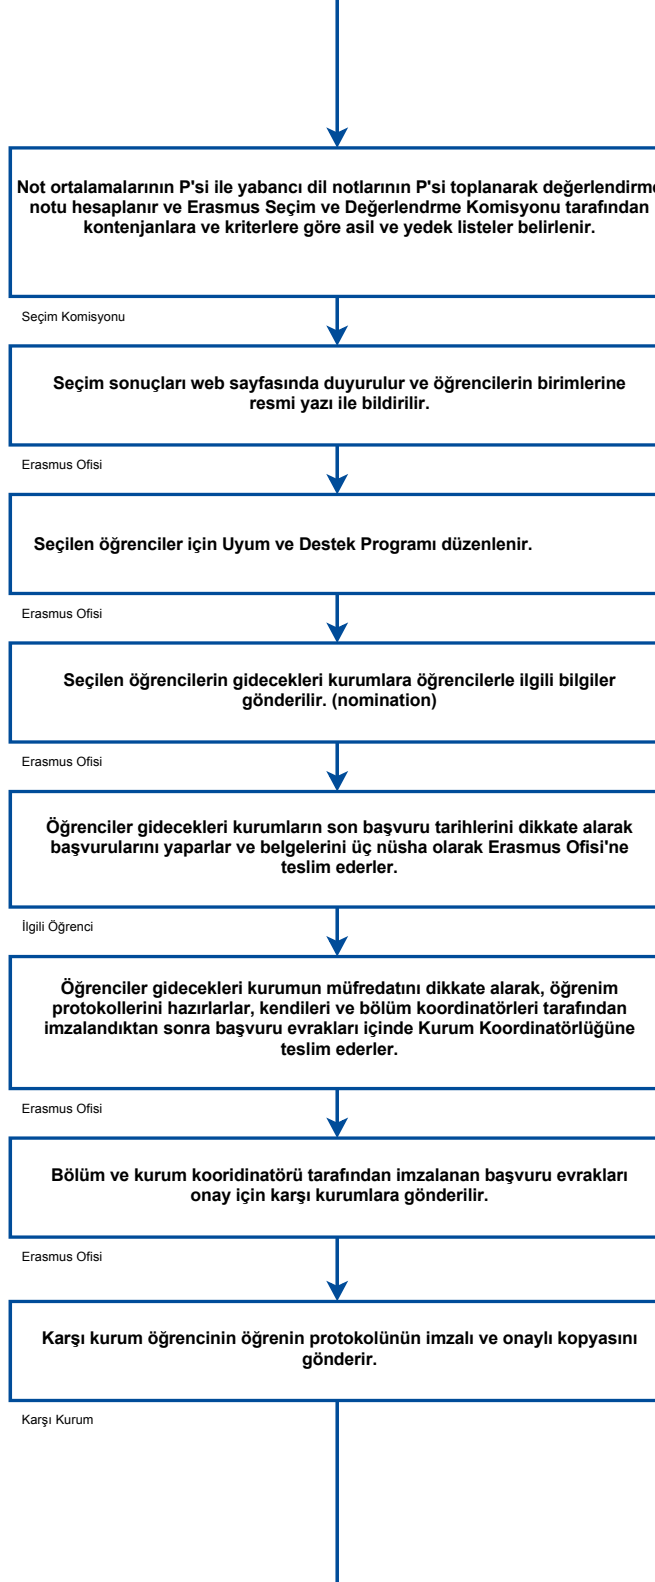 Not ortalamalarının P'si ile yabancı dil notlarının P'si toplanarak değerlendirme
notu hesaplanır ve Erasmus Seçim ve Değerlendrme Komisyonu tarafından
kontenjanlara ve kriterlere göre asil ve yedek listeler belirlenir.
Seçim Komisyonu
Seçim sonuçları web sayfasında duyurulur ve öğrencilerin birimlerine
resmi yazı ile bildirilir.
Erasmus Ofisi
Seçilen öğrenciler için Uyum ve Destek Programı düzenlenir.
Erasmus Ofisi
Seçilen öğrencilerin gidecekleri kurumlara öğrencilerle ilgili bilgiler
gönderilir. (nomination)
Erasmus Ofisi
Öğrenciler gidecekleri kurumların son başvuru tarihlerini dikkate alarak
başvurularını yaparlar ve belgelerini üç nüsha olarak Erasmus Ofisi'ne
teslim ederler.
İlgili Öğrenci
Öğrenciler gidecekleri kurumun müfredatını dikkate alarak, öğrenim
protokollerini hazırlarlar, kendileri ve bölüm koordinatörleri tarafından
imzalandıktan sonra başvuru evrakları içinde Kurum Koordinatörlüğüne
teslim ederler.
Erasmus Ofisi
Bölüm ve kurum kooridinatörü tarafından imzalanan başvuru evrakları
onay için karşı kurumlara gönderilir.
Erasmus Ofisi
Karşı kurum öğrencinin öğrenin protokolünün imzalı ve onaylı kopyasını
gönderir.
Karşı Kurum